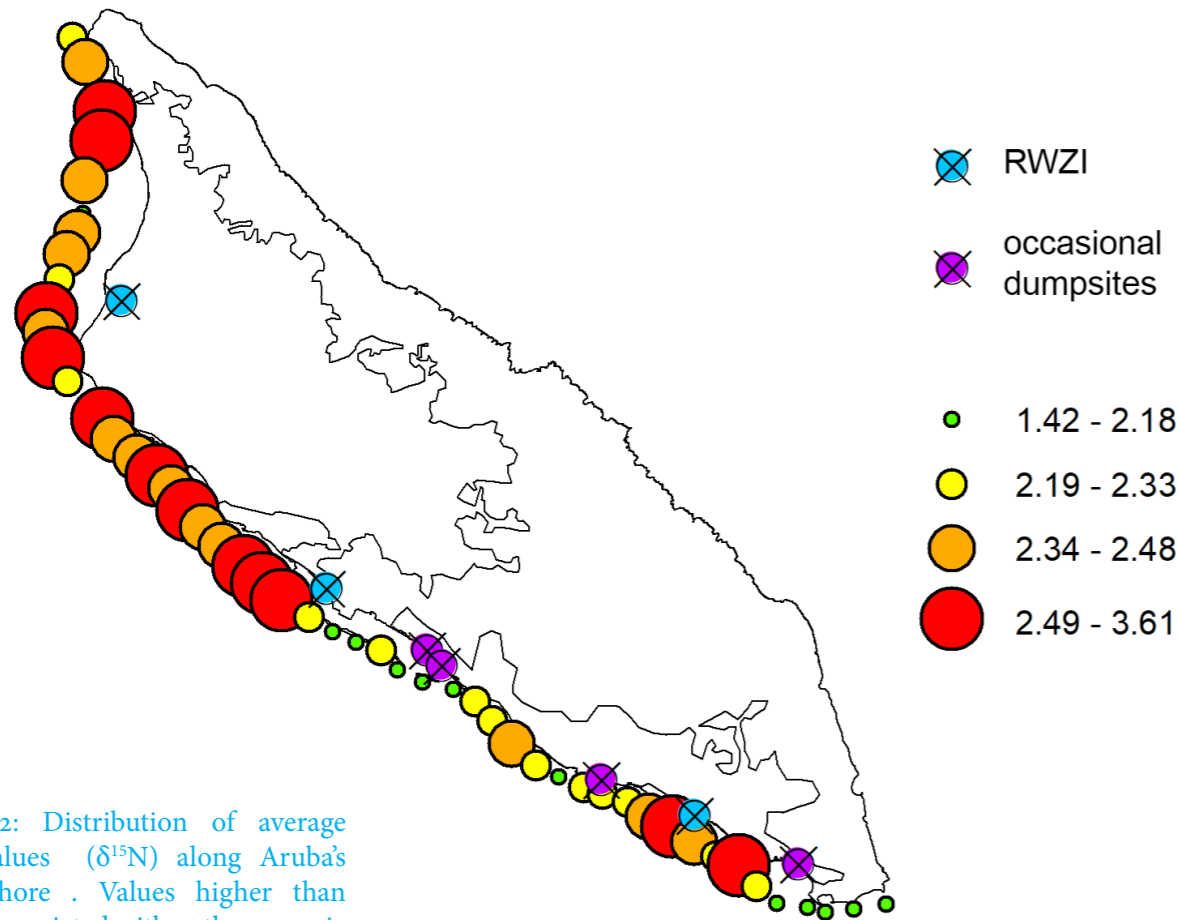 RWZI
occasional
dumpsites
1.42 - 2.18
2.19 - 2.33
2.34 - 2.48
2.49 - 3.61
2: Distribution of average
(δ¹⁵N) along Aruba's
. Values higher than